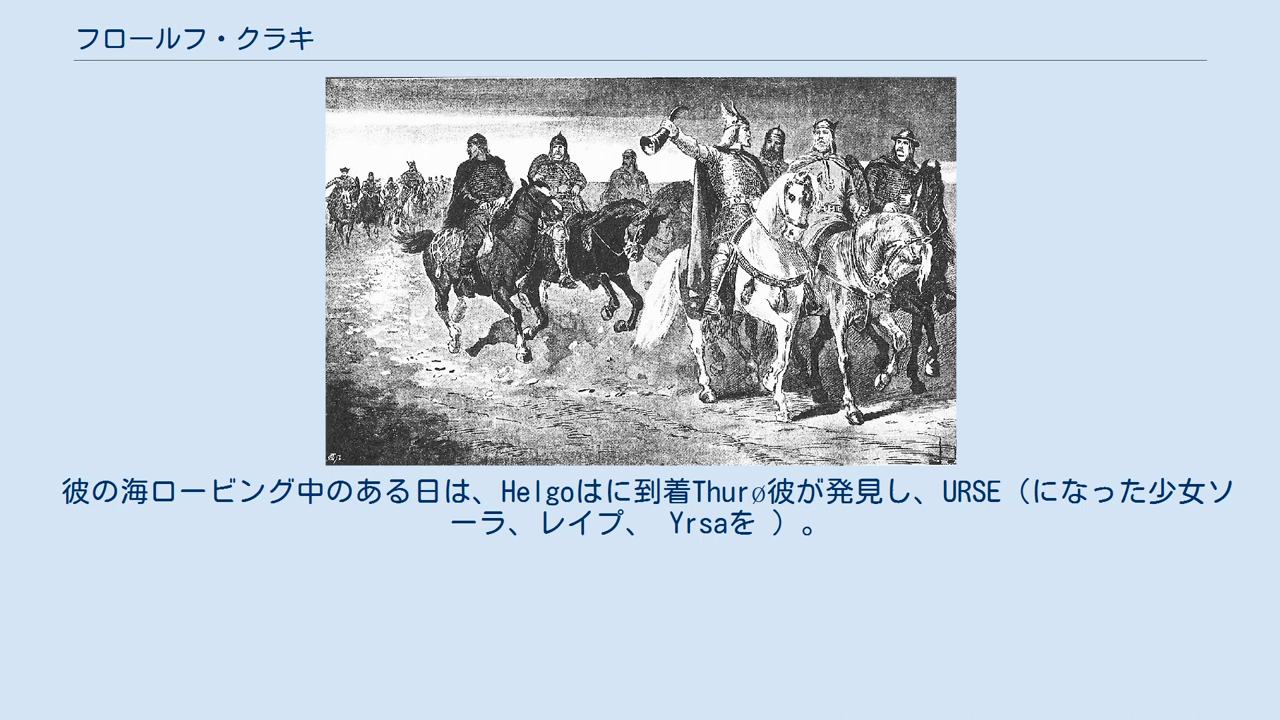 フロールフ・クラキ
彼の海ロービング中のある日は、Helgoはに到着Thurø彼が発見し、URSE（になった少女ソ
ーラ、レイプ、 Yrsaを ）。